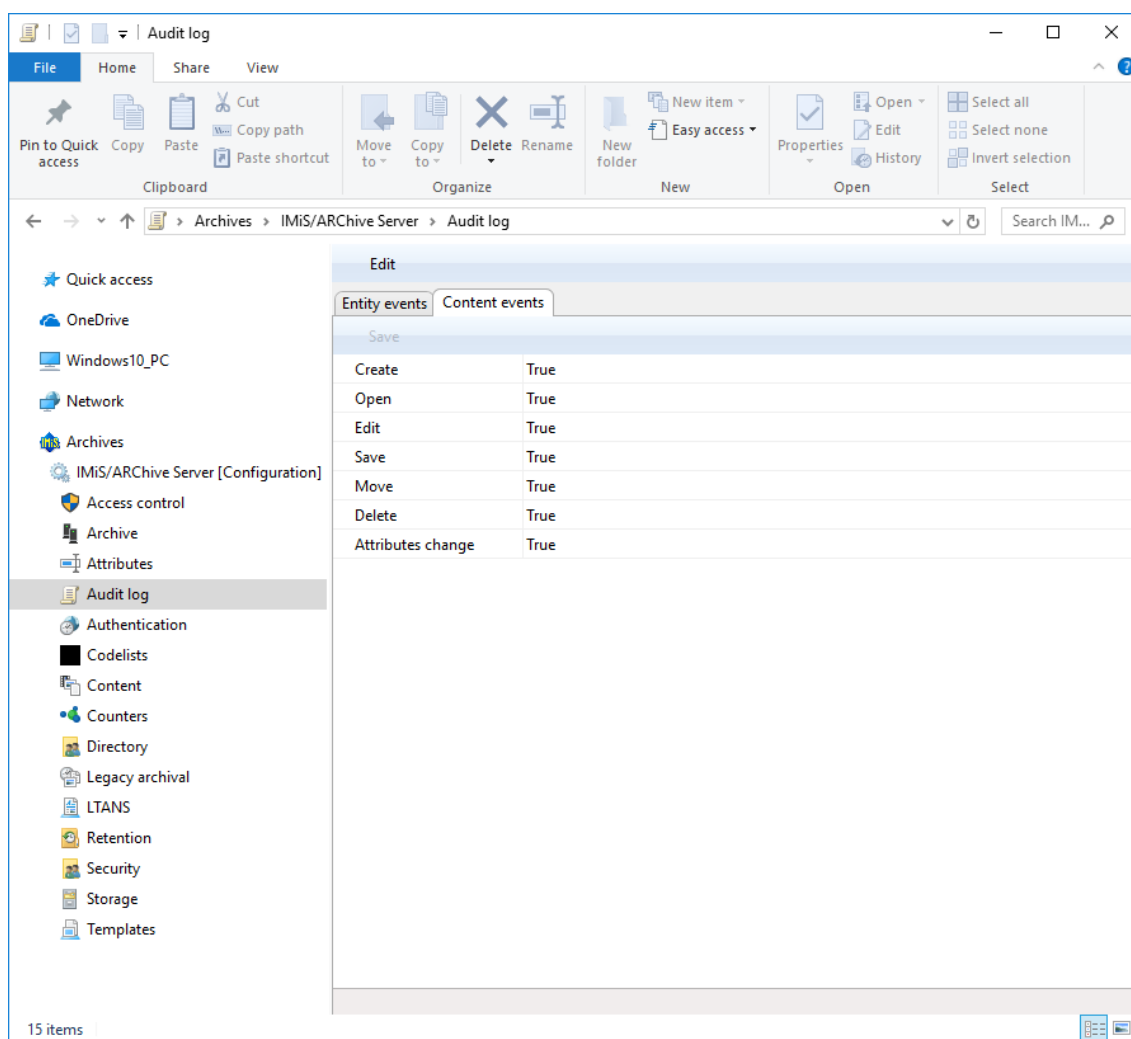 Audit log
File Home Share View
Pin to Quick access
Copy
Paste
Cut
Copy path
Paste shortcut
Clipboard
Move to
Copy to
Delete
Rename
Organize
New folder
New item
Easy access
New
Properties
Open
Edit
History
Open
Select all
Select none
Invert selection
Select
Archives > IMiS/ARChive Server > Audit log
Search IM...
Quick access
OneDrive
Windows10_PC
Network
Archives
IMiS/ARChive Server [Configuration]
Access control
Archive
Attributes
Audit log
Authentication
Codelists
Content
Counters
Directory
Legacy archival
LTANS
Retention
Security
Storage
Templates
Edit
Entity events Content events
Save
Create True
Open True
Edit True
Save True
Move True
Delete True
Attributes change True
15 items